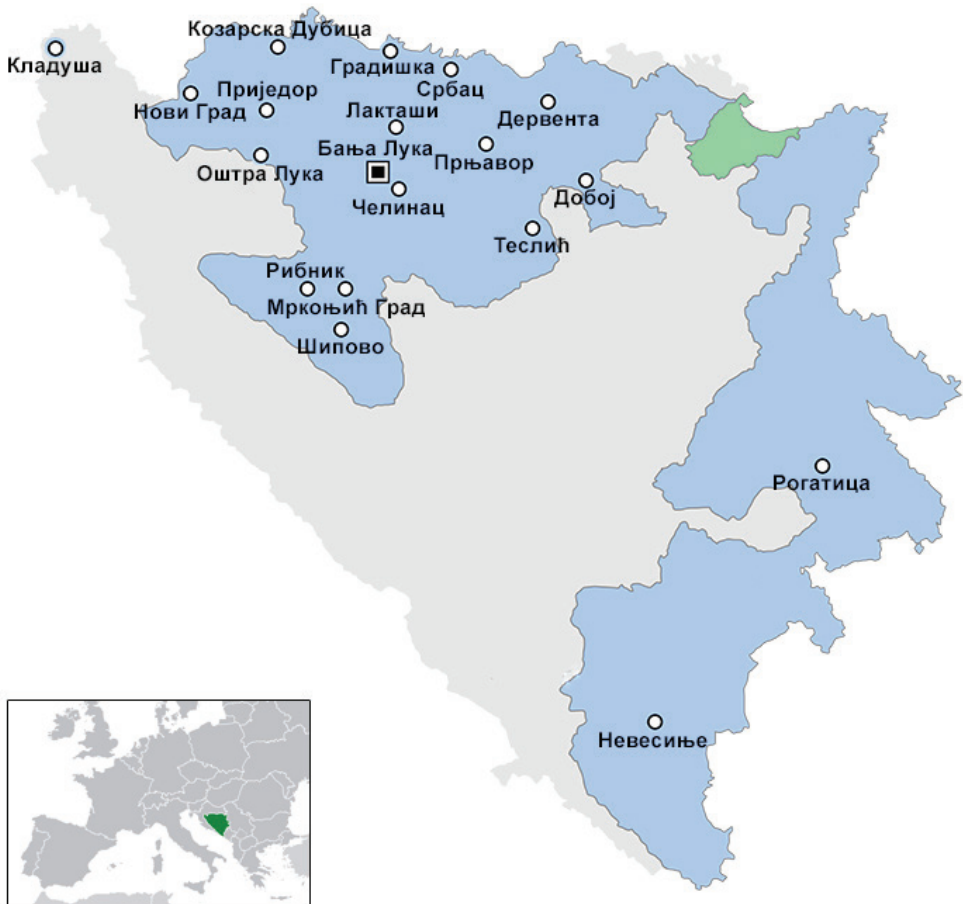 Козарска Дубица
Кладуша
Градишка
Србац
Приједор
Нови Град
Лакташи
Дервента
Бања Лука
Прњавор
Оштра Лука
Челинац
Добој
Теслић
Рибник
Мркоњић Град
Шипово
Рогатица
Невесиње